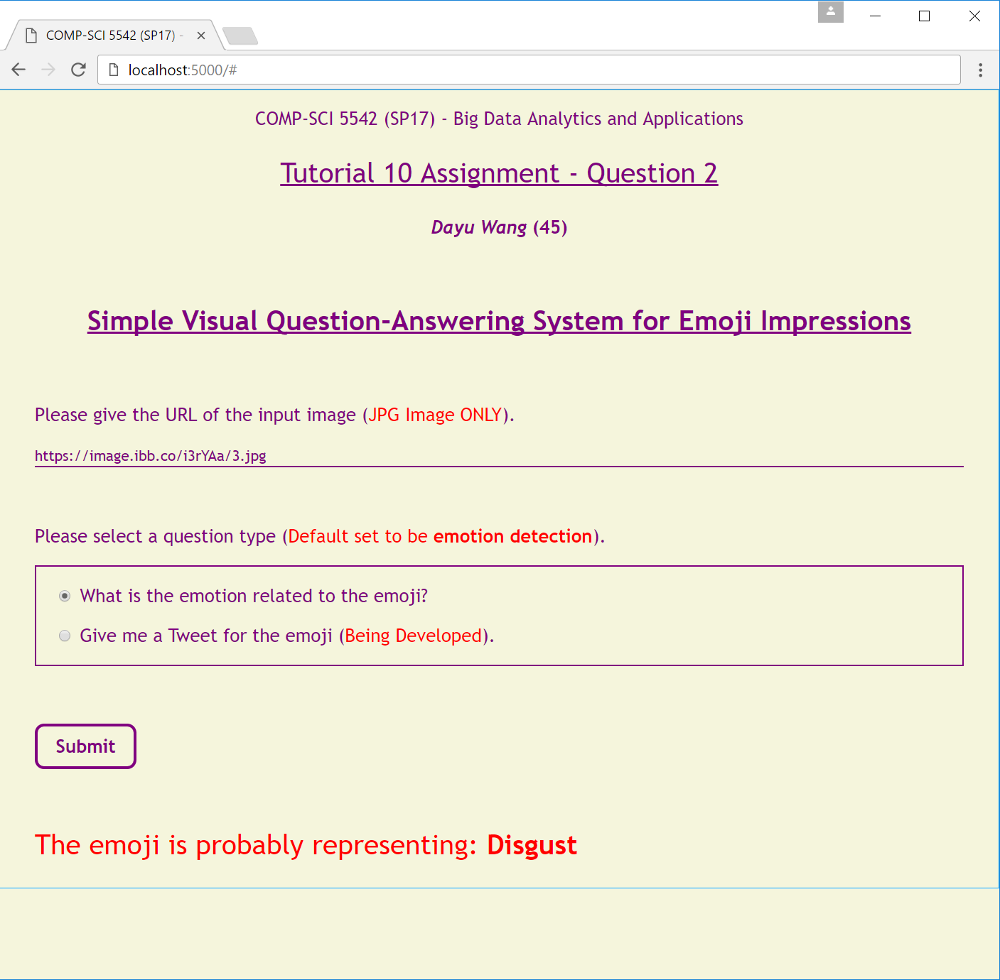 COMP-SCI 5542 (SP17) -
localhost:5000/#
COMP-SCI 5542 (SP17) - Big Data Analytics and Applications
Tutorial 10 Assignment - Question 2
Dayu Wang (45)
Simple Visual Question-Answering System for Emoji Impressions
Please give the URL of the input image (JPG Image ONLY).
https://image.ibb.co/i3rYAa/3.jpg
Please select a question type (Default set to be emotion detection).
What is the emotion related to the emoji?
Give me a Tweet for the emoji (Being Developed).
Submit
The emoji is probably representing: Disgust